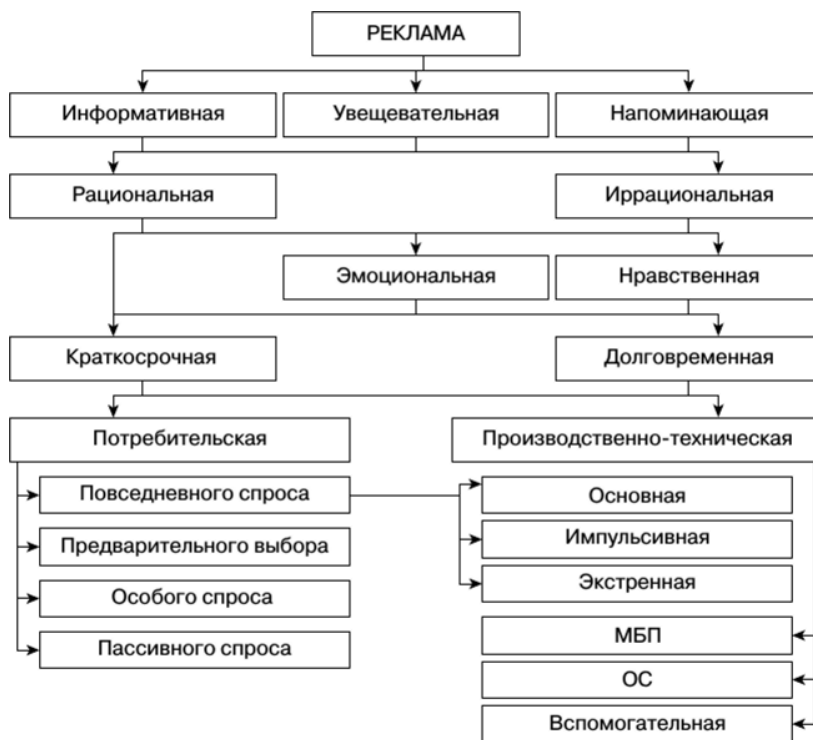 РЕКЛАМА
Информативная
Увещевательная
Напоминающая
Рациональная
Иррациональная
Эмоциональная
Нравственная
Краткосрочная
Долговременная
Потребительская
Производственно-техническая
Повседневного спроса
Основная
Предварительного выбора
Импульсивная
Особого спроса
Экстренная
Пассивного спроса
МБП
ОС
Вспомогательная